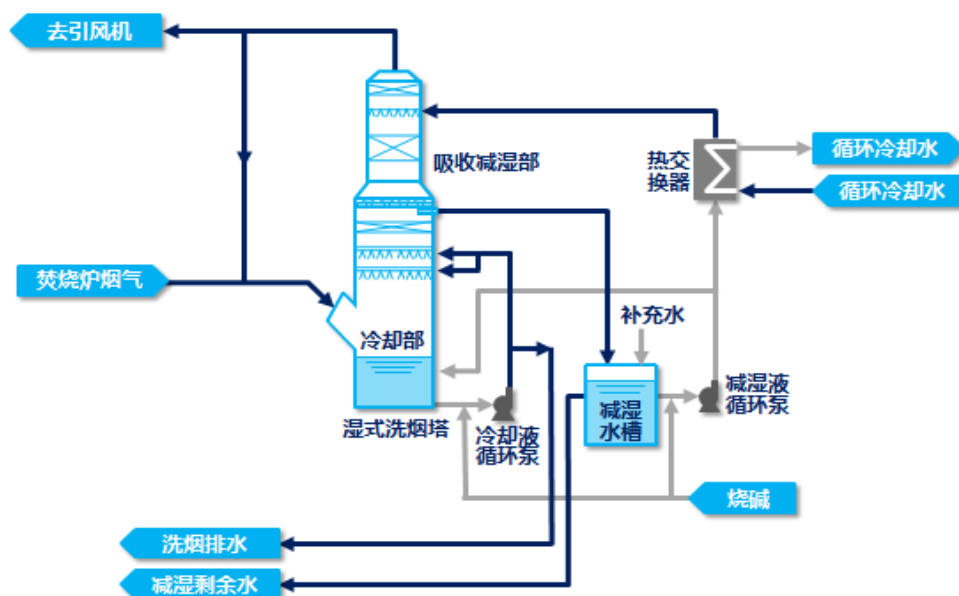 去引风机
吸收减湿部
热交
换器
循环冷却水
循环冷却水
焚烧炉烟气
冷却部
补充水
减湿
水槽
减湿液
循环泵
湿式洗烟塔
冷却液
循环泵
烧碱
洗烟排水
减湿剩余水